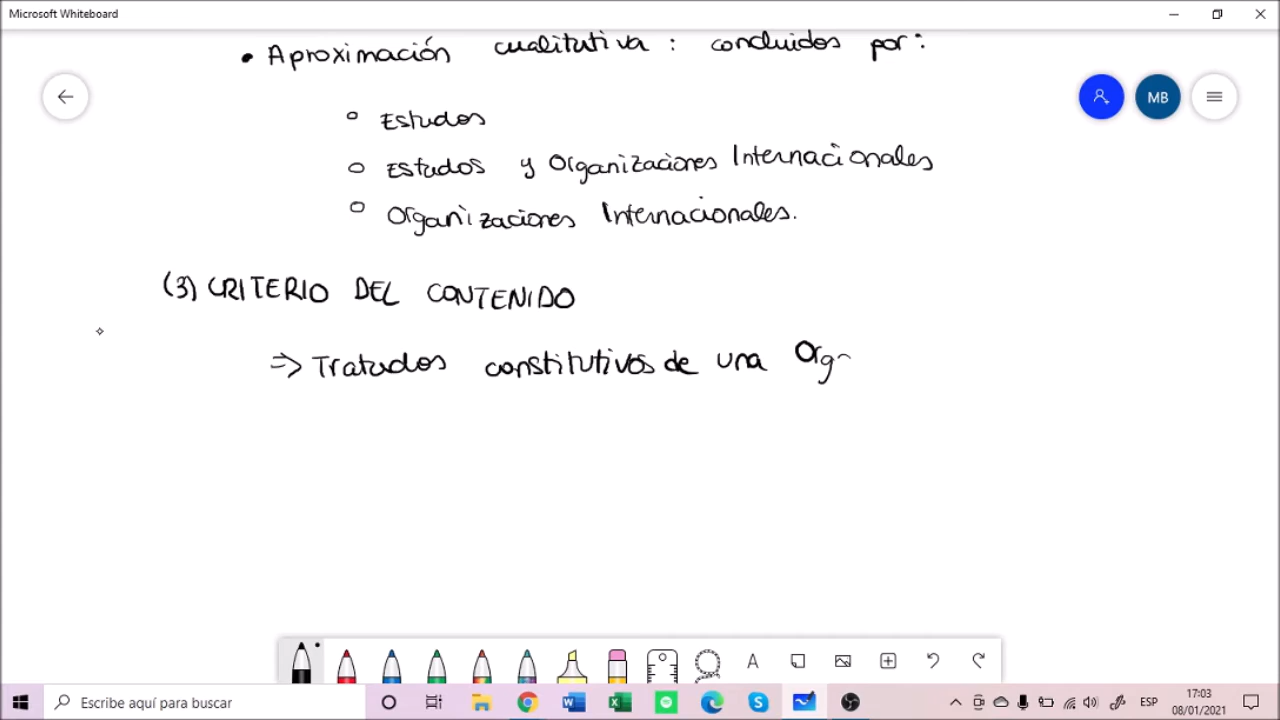 Microsoft Whiteboard
• Aproximación cualitativa : concluidos por :
Estados
MB
Estados y Organizaciones Internacionales
Organizaciones Internacionales.
(3) CRITERIO DEL CONTENIDO
⇒ Tratados constitutivos de una Org
A
Escribe aquí para buscar
ESP
17:03
08/01/2021